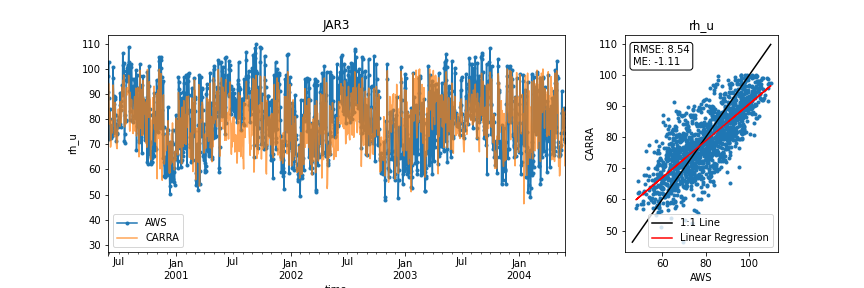 JAR3
rh_u
110
100
90
80
70
60
50
40
30
rh_u
AWS
CARRA
Jul
Jan
2001
Jul
Jan
2002
Jul
Jan
2003
Jul
Jan
2004
time
rh_u
RMSE: 8.54
ME: -1.11
110
100
90
80
70
60
50
CARRA
1:1 Line
Linear Regression
60
80
100
AWS